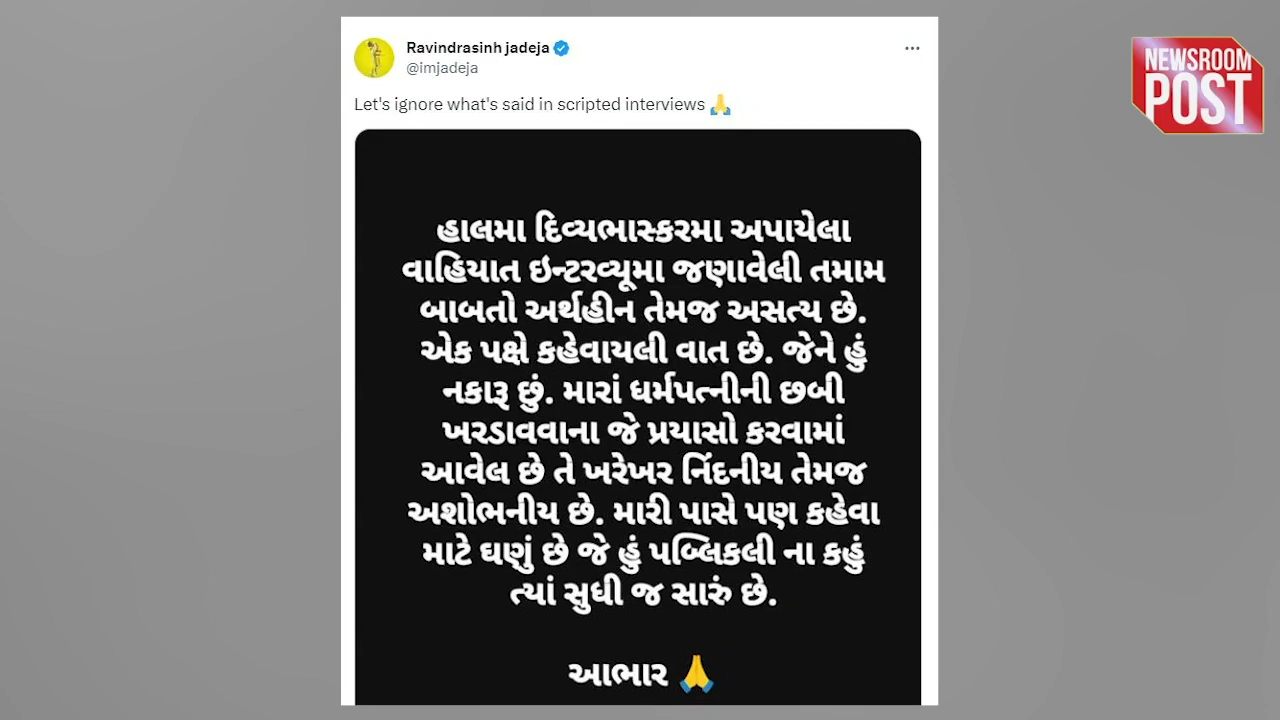 Ravindrasinh jadeja
@imjadeja
Let's ignore what's said in scripted interviews 🙏
હાલમા દિવ્યભાસ્કરમા અપાયેલા
વાહિયાત ઇન્ટરવ્યૂમા જણાવેલી તમામ
બાબતો અર્થહીન તેમજ અસત્ય છે.
એક પક્ષે કહેવાયલી વાત છે. જેને હું
નકારૂ છું. મારાં ધર્મપત્નીની છબી
ખરડાવવાના જે પ્રયાસો કરવામાં
આવેલ છે તે ખરેખર નિંદનીય તેમજ
અશોભનીય છે. મારી પાસે પણ કહેવા
માટે ઘણું છે જે હું પબ્લિકલી ના કહું
ત્યાં સુધી જ સારું છે.
આભાર 🙏
NEWSROOM
POST